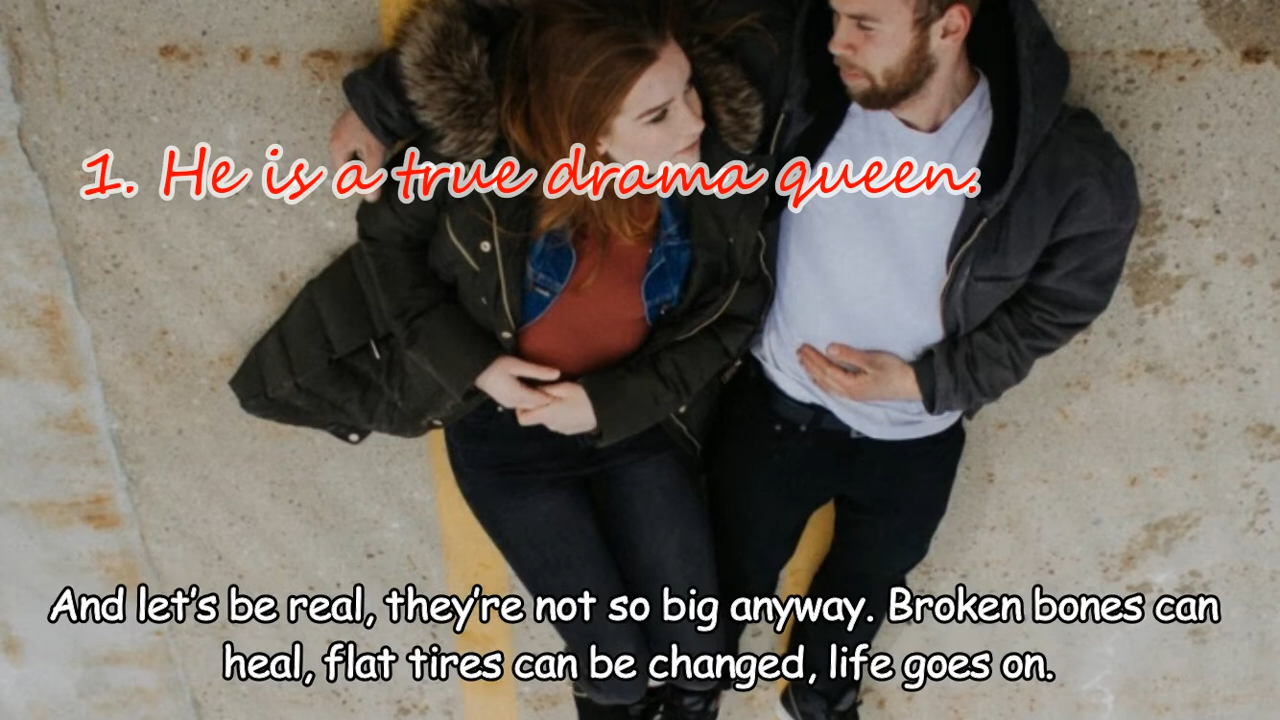 1. He is a true drama queen.
And let's be real, they're not so big anyway. Broken bones can
heal, flat tires can be changed, life goes on.